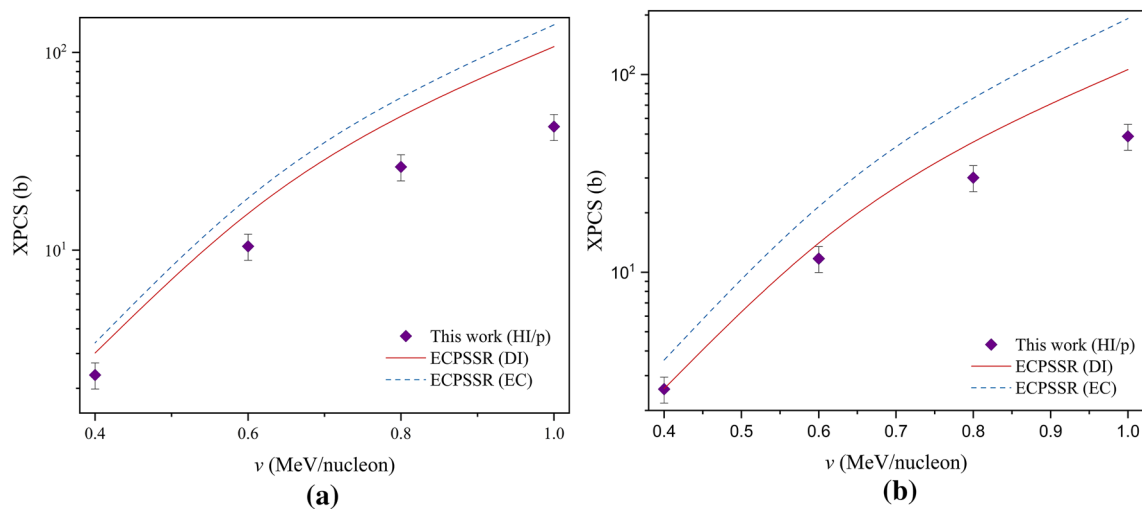 10²
XPCS (b)
10¹
This work (HI/p)
ECPSSR (DI)
ECPSSR (EC)
0.4 0.6 0.8 1.0
v (MeV/nucleon)
(a)
10²
XPCS (b)
10¹
This work (HI/p)
ECPSSR (DI)
ECPSSR (EC)
0.4 0.5 0.6 0.7 0.8 0.9 1.0
v (MeV/nucleon)
(b)